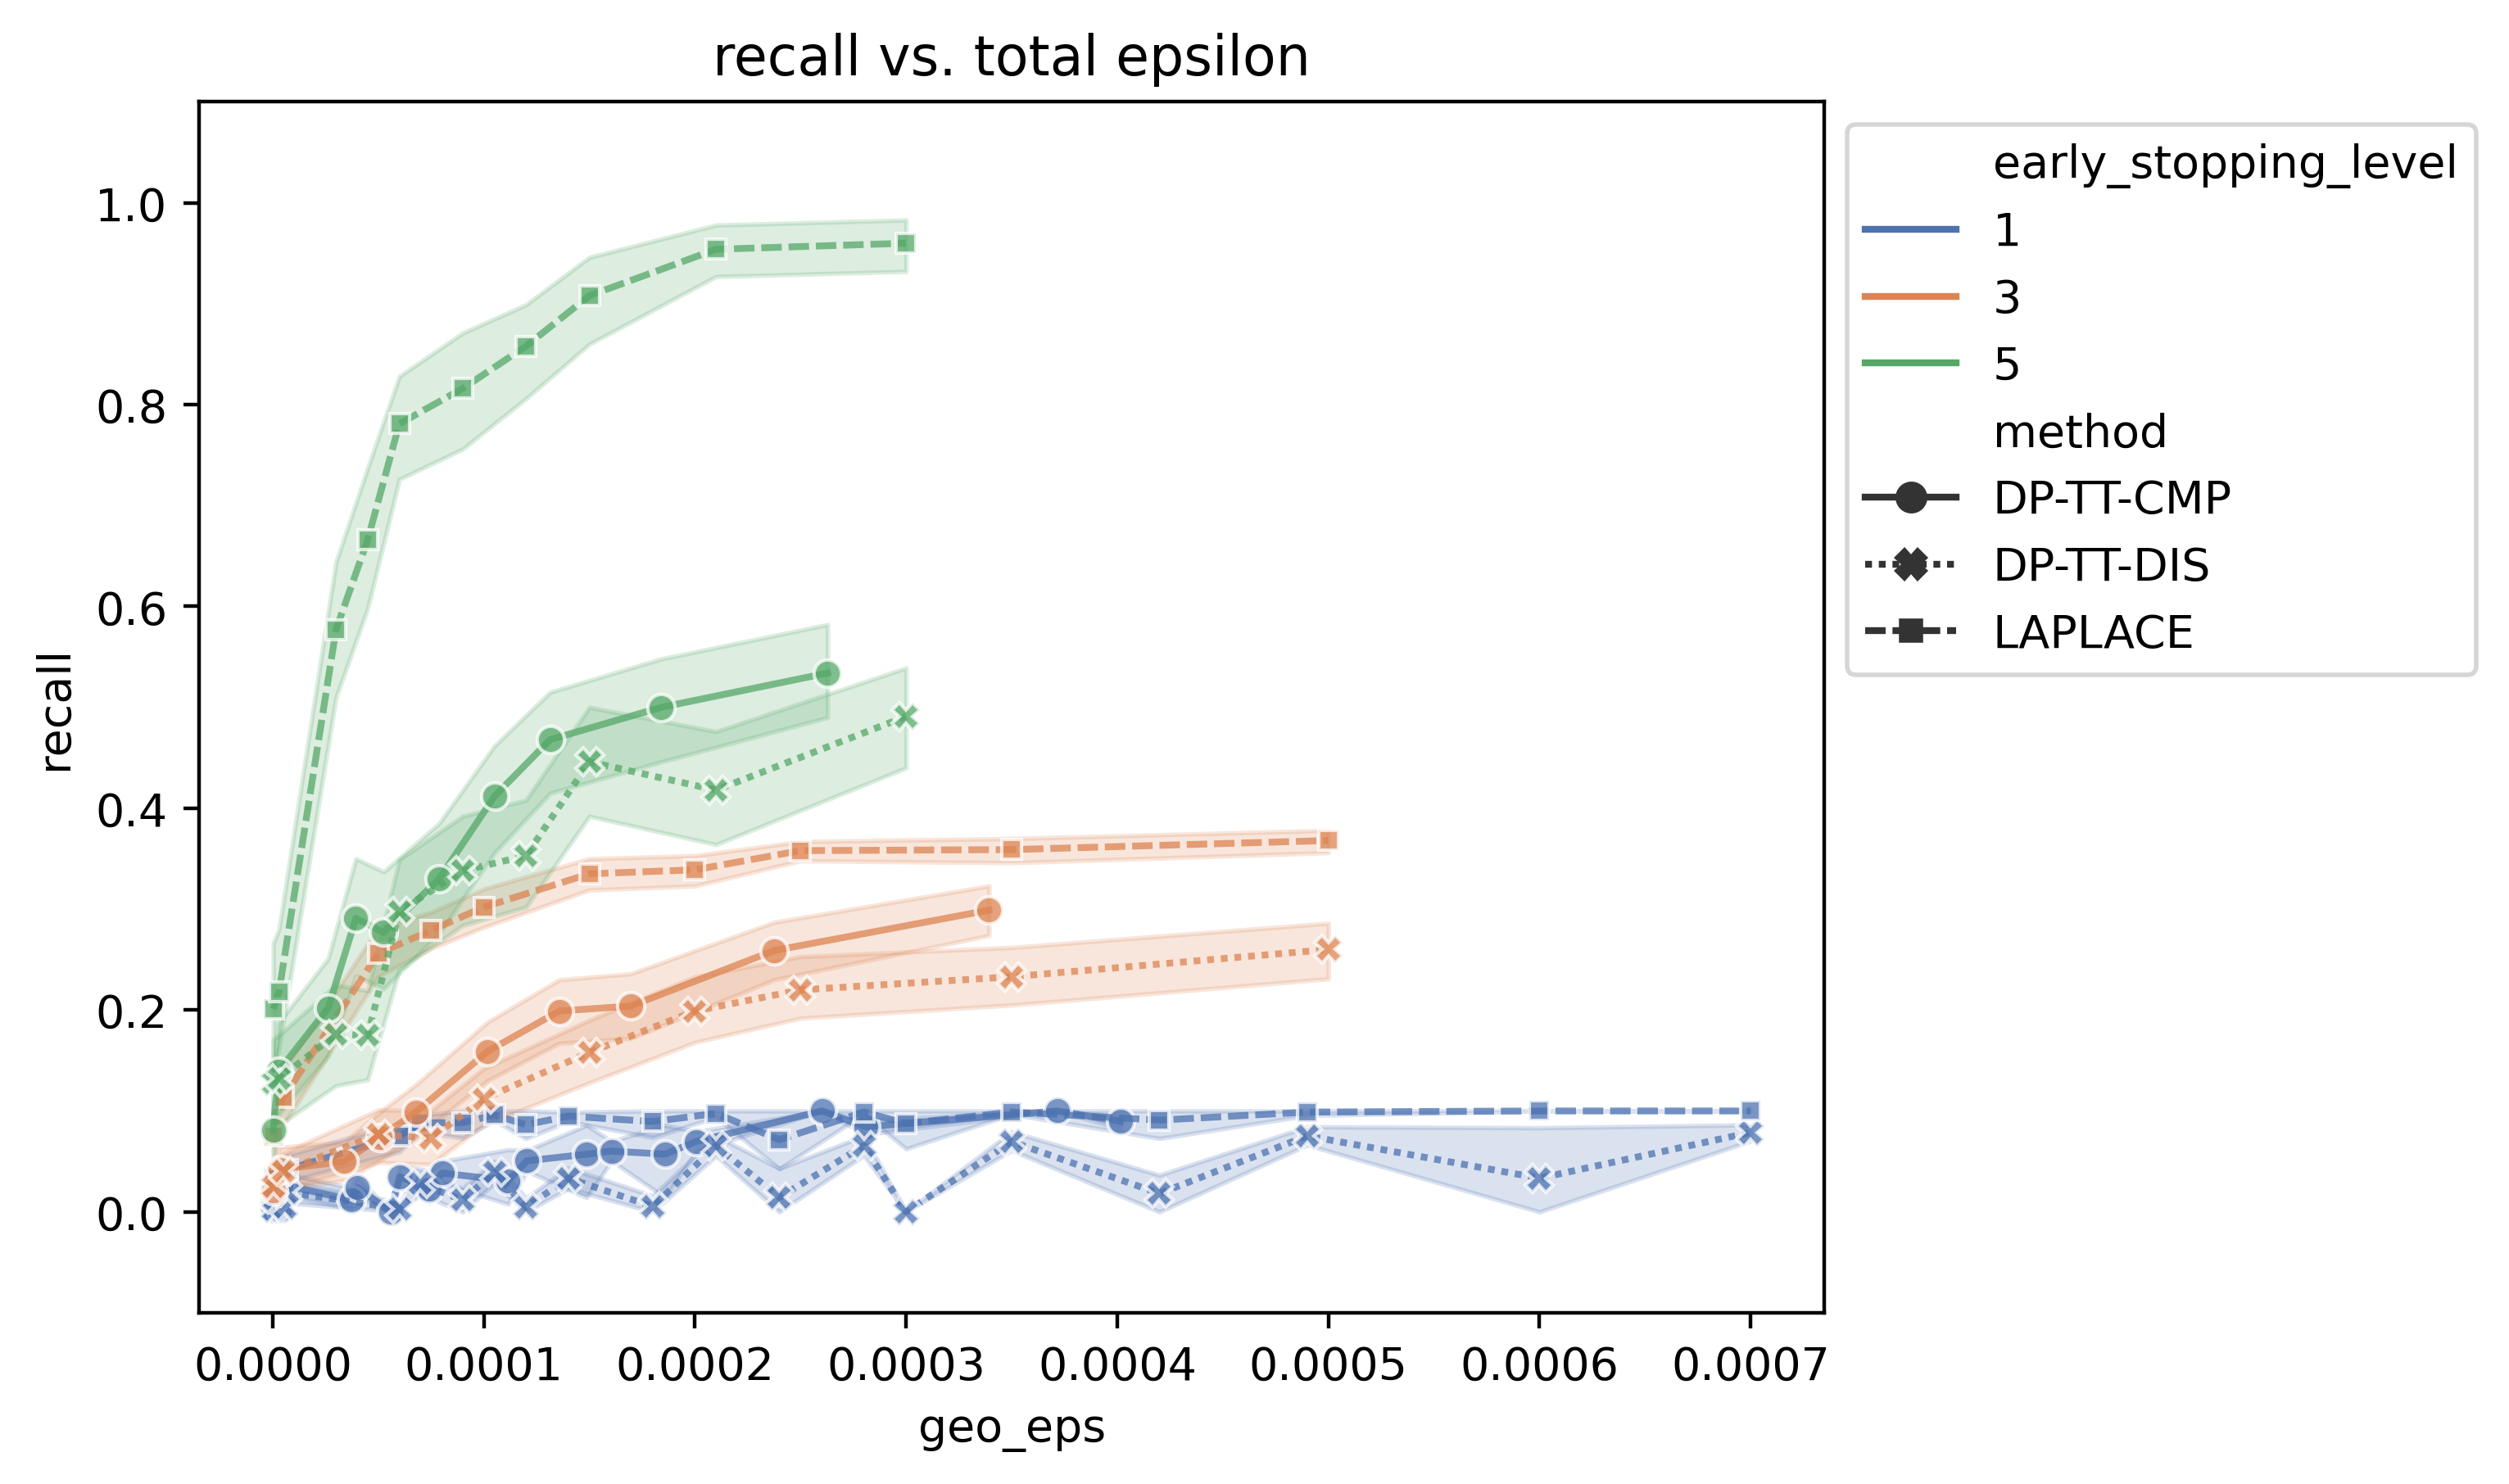 recall vs. total epsilon
1.0
0.8
0.6
0.4
0.2
0.0
recall
0.0000 0.0001 0.0002 0.0003 0.0004 0.0005 0.0006 0.0007
geo_eps
early_stopping_level
1
3
5
method
DP-TT-CMP
DP-TT-DIS
LAPLACE